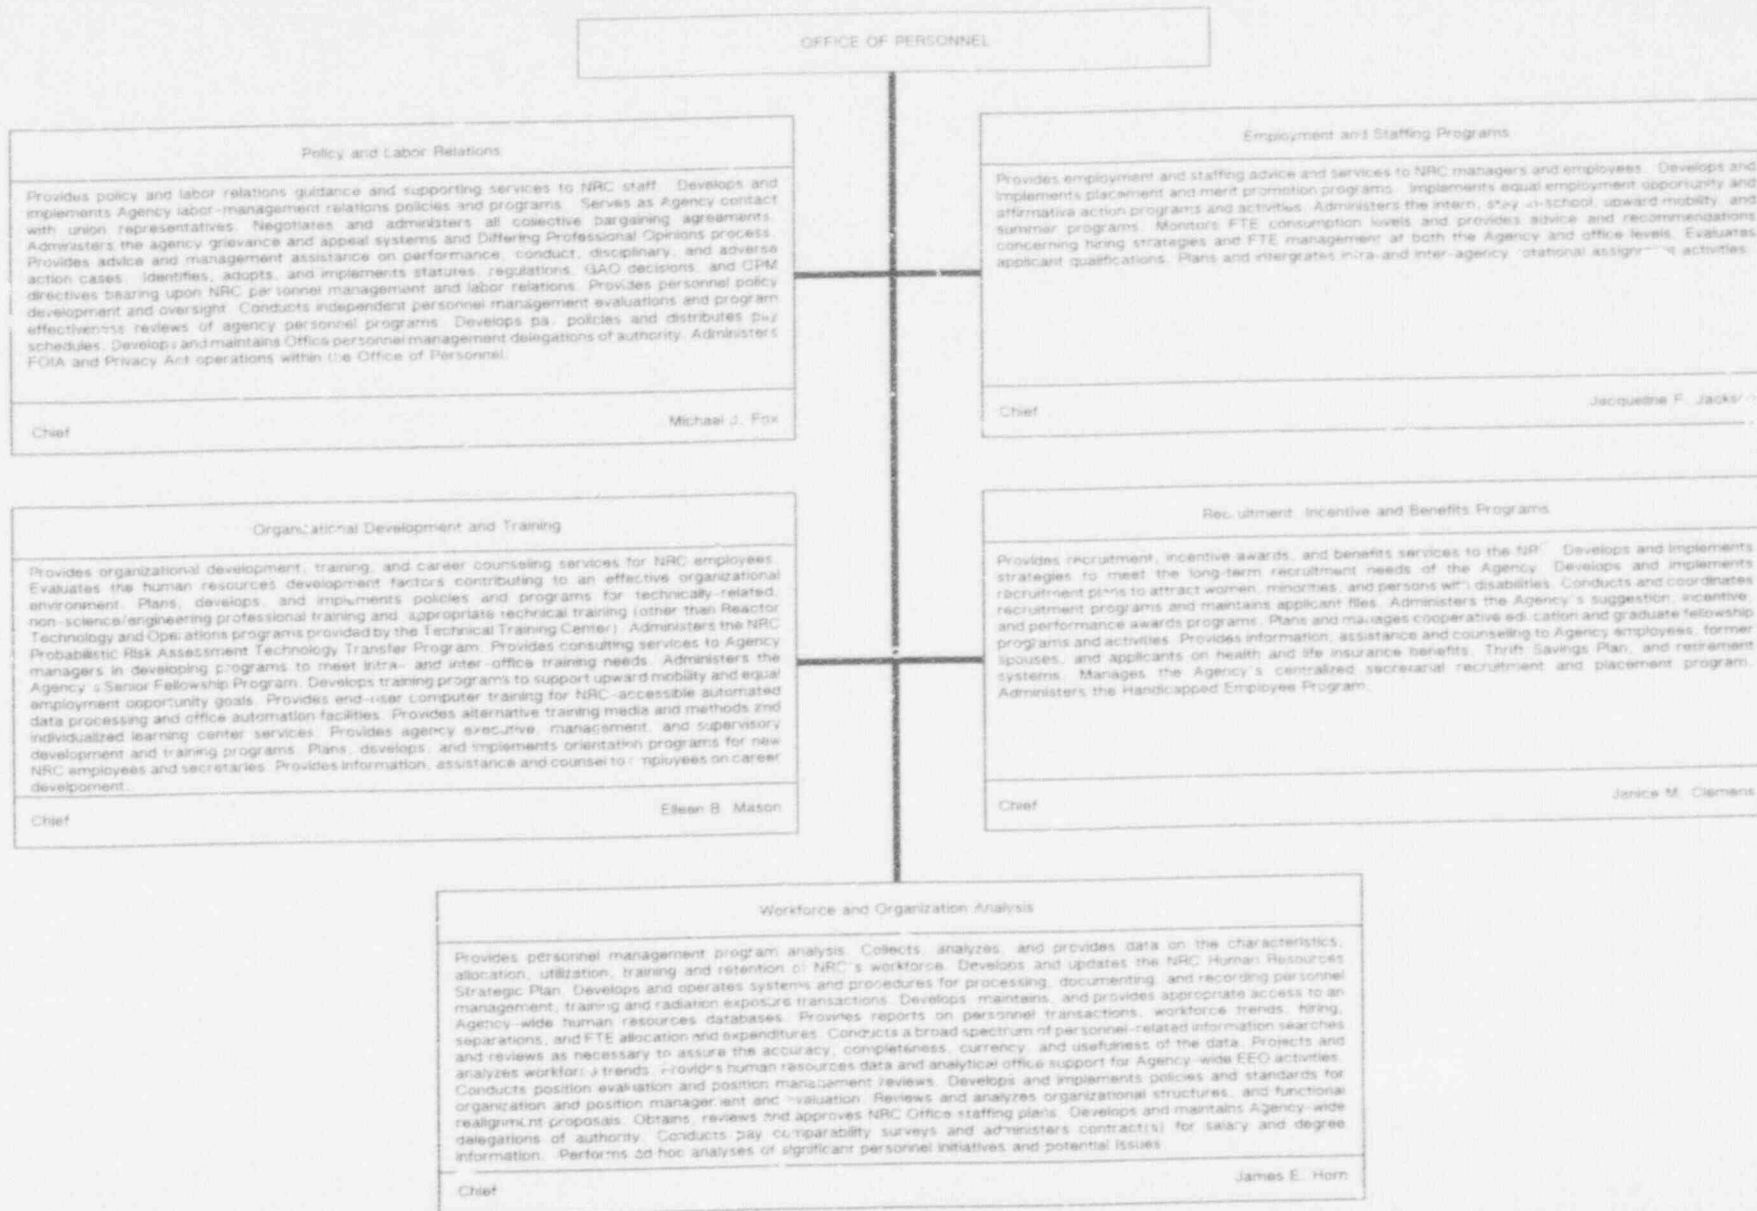 OFFICE OF PERSONNEL
Policy and Labor Relations
Provides policy and labor relations guidance and supporting services to NRC staff. Develops and
implements Agency labor-management relations policies and programs. Serves as Agency contact
with union representatives. Negotiates and administers all collective bargaining agreements.
Administers the agency grievance and appeal systems and Differing Professional Opinions process.
Provides advice and management assistance on performance, conduct, disciplinary, and adverse
action cases. Identifies, adopts, and implements statutes, regulations, GAO decisions, and
directives bearing upon NRC personnel management and labor relations. Provides personnel policy
development and oversight. Conducts independent personnel management evaluations and program
effectiveness reviews of agency personnel programs. Develops policies and distributes pay
schedules. Develops and maintains Office personnel management delegations of authority. Administers
FOIA and Privacy Act operations within the Office of Personnel.
Chief
Michael J. Fox
Employment and Staffing Programs
Provides employment and staffing advice and services to NRC managers and employees. Develops and
implements placement and merit promotion programs. Implements equal employment opportunity and
affirmative action programs and activities. Administers the intern, upward mobility, and
summer programs. Monitors FTE consumption levels and provides advice and recommendations
concerning hiring strategies and FTE management at both the Agency and office levels. Evaluates
applicant qualifications. Plans and intergrates intra-and inter-agency activities.
Chief
Jacqueline F.
Organizational Development and Training
Provides organizational development, training, and career counseling services for NRC employees.
Evaluates the human resources development factors contributing to an effective organizational
environment. Plans, develops, and implements policies and programs for technically-related,
non-science/engineering professional training and appropriate technical training (other than Reactor
Technology and Operations programs provided by the Technical Training Center). Administers the NRC
Probabilistic Risk Assessment Technology Transfer Program. Provides consulting services to Agency
managers in developing programs to meet intra- and inter-office training needs. Administers the
Agency's Senior Fellowship Program. Develops training programs to support upward mobility and equal
employment opportunity goals. Provides end-user computer training for NRC-accessible automated
data processing and office automation facilities. Provides alternative training media and methods and
individualized learning center services. Provides agency executive, management, and supervisory
development and training programs. Plans, develops, and implements orientation programs for new
NRC employees and secretaries. Provides information, assistance and counsel to employees on career
develpoment.
Chief
Eileen B. Mason
Recruitment, Incentive and Benefits Programs
Provides recruitment, incentive awards, and benefits services to the Develops and implements
strategies to meet the long-term recruitment needs of the Agency. Develops and implements
recruitment plans to attract women, minorities, and persons with disabilities. Conducts and coordinates
recruitment programs and maintains applicant files. Administers the Agency's suggestion, incentive,
and performance awards programs. Plans and manages cooperative education and graduate fellowship
programs and activities. Provides information, assistance and counseling to Agency employees, former
spouses, and applicants on health and life insurance benefits, Thrift Savings Plan, and retirement
systems. Manages the Agency's centralized secretarial recruitment and placement program.
Administers the Handicapped Employee Program.
Chief
Janice M. Clemens
Workforce and Organization Analysis
Provides personnel management program analysis. Collects, analyzes, and provides data on the characteristics,
allocation, utilization, training and retention of NRC's workforce. Develops and updates the NRC Human Resources
Strategic Plan. Develops and operates systems and procedures for processing, documenting, and recording personnel
management, training and radiation exposure transactions. Develops, maintains, and provides appropriate access to an
Agency-wide human resources databases. Provides reports on personnel transactions, workforce trends, hiring,
separations, and FTE allocation and expenditures. Conducts a broad spectrum of personnel-related information searches
and reviews as necessary to assure the accuracy, completeness, currency, and usefulness of the data. Projects and
analyzes workforce trends. Provides human resources data and analytical office support for Agency-wide EEO activities.
Conducts position evaluation and position management reviews. Develops and implements policies and standards for
organization and position management and evaluation. Reviews and analyzes organizational structures, and functional
realignment proposals. Obtains, reviews and approves NRC Office staffing plans. Develops and maintains Agency-wide
delegations of authority. Conducts pay comparability surveys and administers contract(s) for salary and degree
information. Performs ad hoc analyses of significant personnel initiatives and potential issues.
Chief
James E. Horn